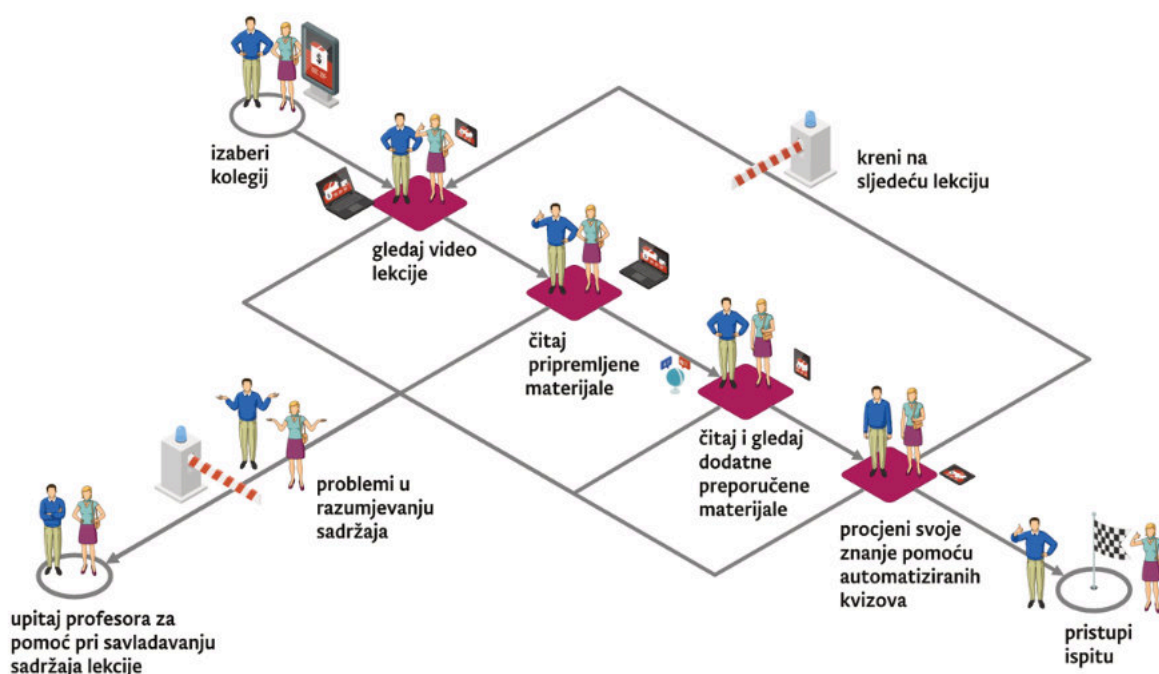 izaberi
kolegij
kreni na
sljedeću lekciju
gledaj video
lekcije
čitaj
pripremljene
materijale
čitaj i gledaj
dodatne
preporučene
materijale
problemi u
razumjevanju
sadržaja
procjeni svoje
znanje pomoću
automatiziranih
kvizova
upitaj profesora za
pomoć pri savladavanju
sadržaja lekcije
pristupi
ispitu